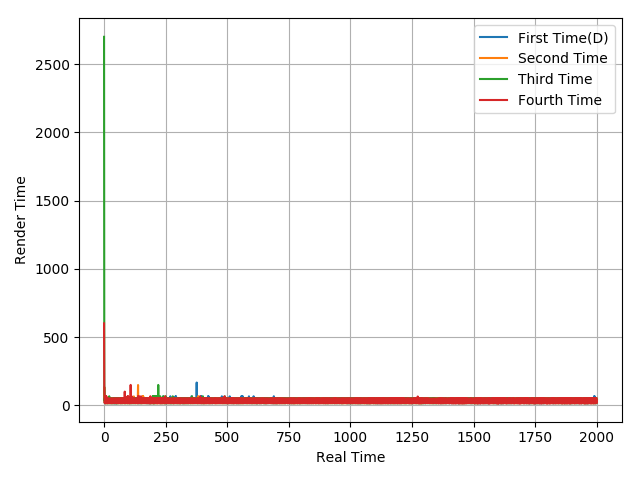 First Time(D)
Second Time
Third Time
Fourth Time
Render Time
2500
2000
1500
1000
500
0
0 250 500 750 1000 1250 1500 1750 2000
Real Time